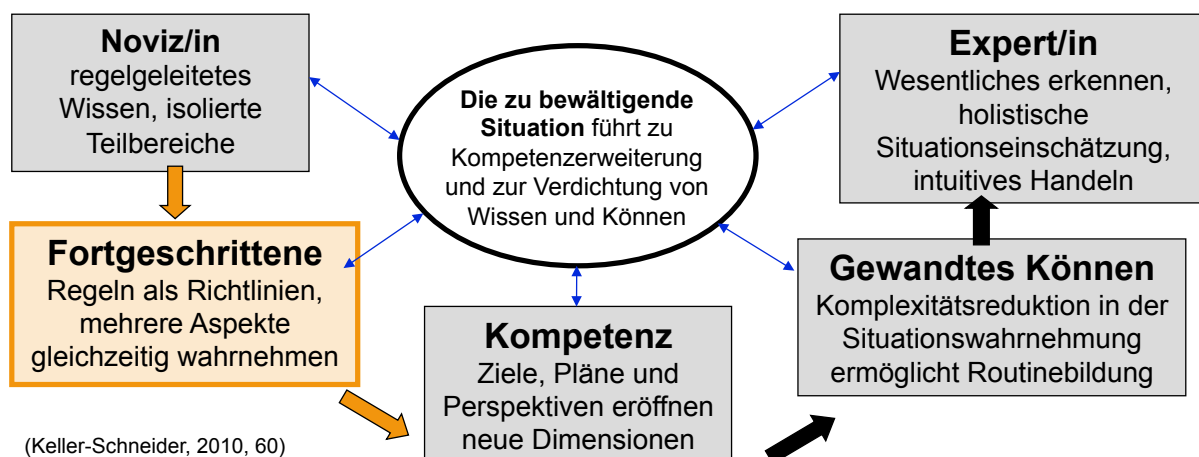 Noviz/in
regelgeleitetes
Wissen, isolierte
Teilbereiche
Die zu bewältigende
Situation führt zu
Kompetenzerweiterung
und zur Verdichtung von
Wissen und Können
Expert/in
Wesentliches erkennen,
holistische
Situationseinschätzung,
intuitives Handeln
Fortgeschrittene
Regeln als Richtlinien,
mehrere Aspekte
gleichzeitig wahrnehmen
Kompetenz
Ziele, Pläne und
Perspektiven eröffnen
neue Dimensionen
Gewandtes Können
Komplexitätsreduktion in der
Situationswahrnehmung
ermöglicht Routinebildung
(Keller-Schneider, 2010, 60)